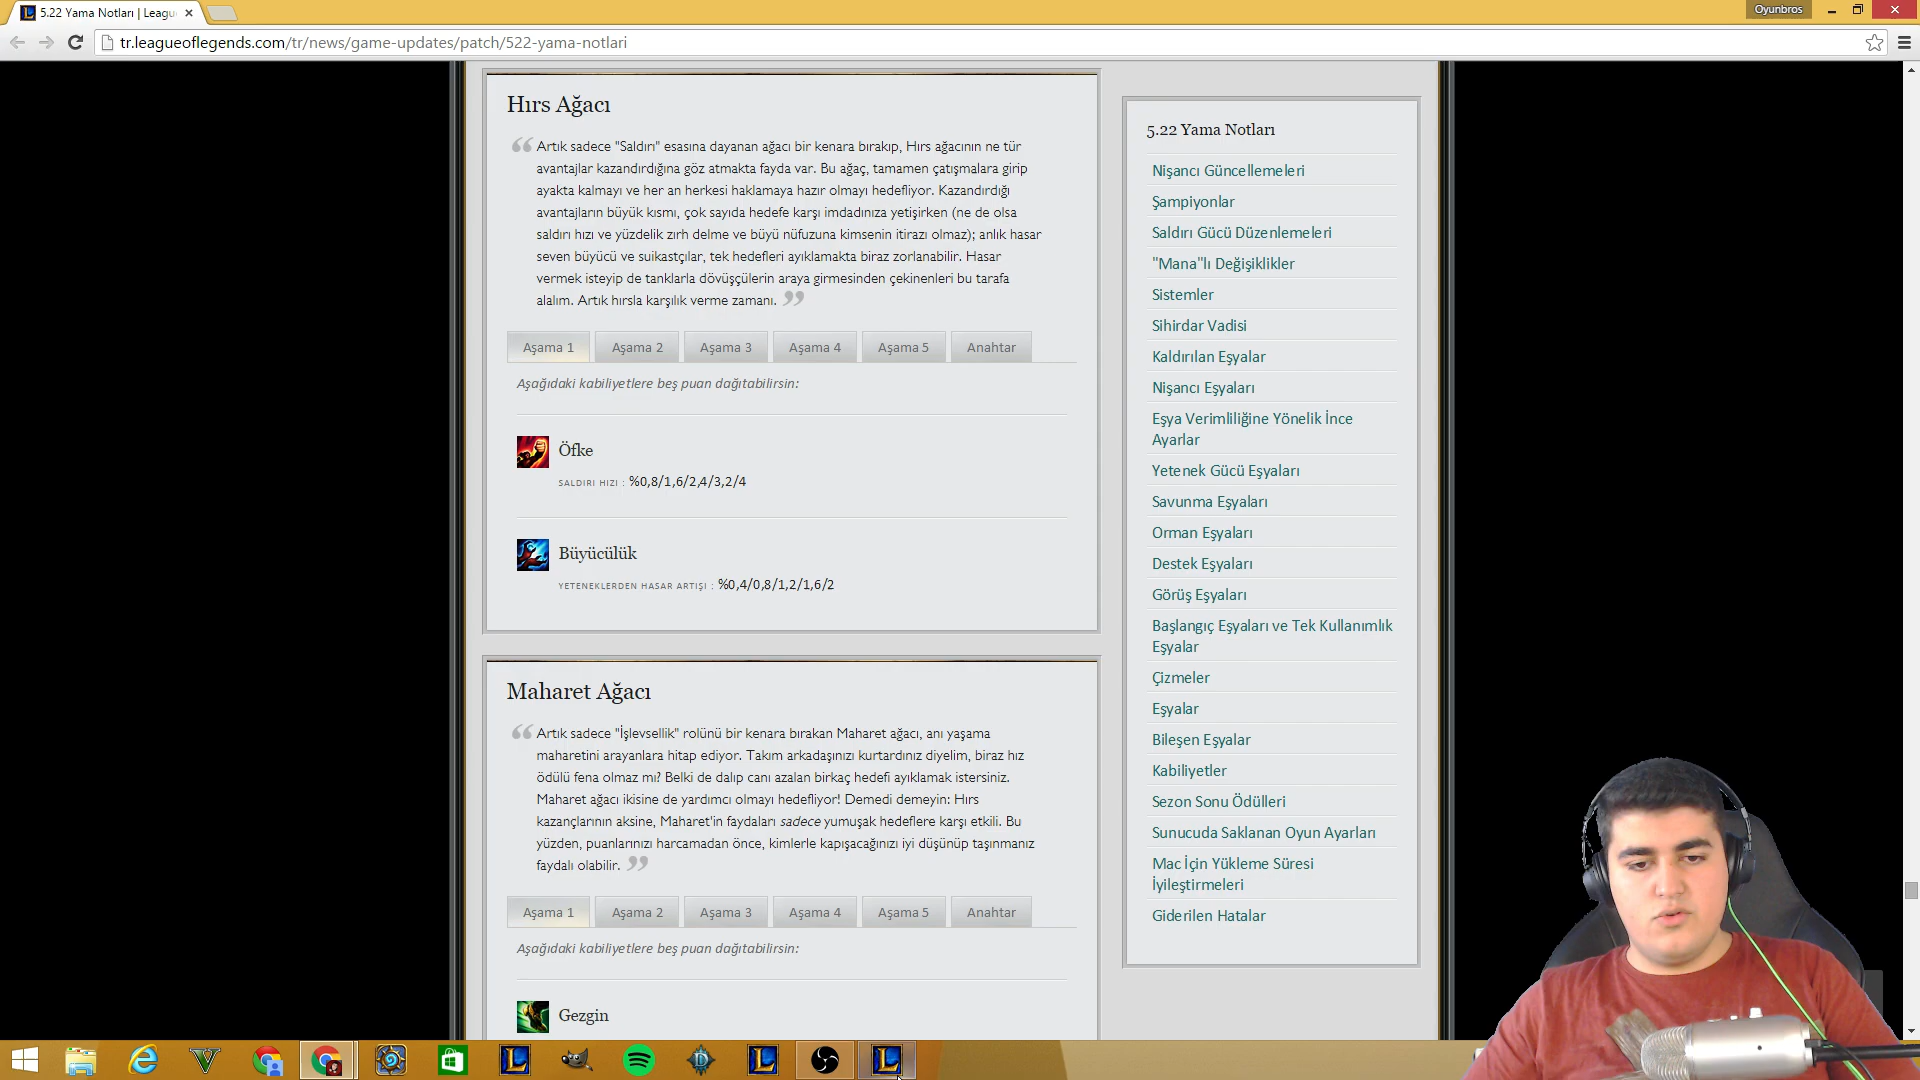 5.22 Yama Notları | Leagu
Oyunbros
tr.leagueoflegends.com/tr/news/game-updates/patch/522-yama-notlari
Hırs Ağacı
Artık sadece "Saldırı" esasına dayanan ağacı bir kenara bırakıp, Hırs ağacının ne tür
avantajlar kazandırdığına göz atmakta fayda var. Bu ağaç, tamamen çatışmalara girip
ayakta kalmayı ve her an herkesi haklamaya hazır olmayı hedefliyor. Kazandırdığı
avantajların büyük kısmı, çok sayıda hedefe karşı imdadınıza yetişirken (ne de olsa
saldırı hızı ve yüzdelik zırh delme ve büyü nüfuzuna kimsenin itirazı olmaz); anlık hasar
seven büyücü ve suikastçılar, tek hedefleri ayıklamakta biraz zorlanabilir. Hasar
vermek isteyip de tanklarla dövüşçülerin araya girmesinden çekinenleri bu tarafa
alalım. Artık hırsla karşılık verme zamanı.
Aşama 1 Aşama 2 Aşama 3 Aşama 4 Aşama 5 Anahtar
Aşağıdaki kabiliyetlere beş puan dağıtabilirsin:
Öfke
SALDIRI HIZI : %0,8/1,6/2,4/3,2/4
Büyücülük
YETENEKLERDEN HASAR ARTIŞI : %0,4/0,8/1,2/1,6/2
Maharet Ağacı
Artık sadece "İşlevsellik" rolünü bir kenara bırakan Maharet ağacı, anı yaşama
maharetini arayanlara hitap ediyor. Takım arkadaşınızı kurtardınız diyelim, biraz hız
ödülü fena olmaz mı? Belki de dalıp canı azalan birkaç hedefi ayıklamak istersiniz.
Maharet ağacı ikisine de yardımcı olmayı hedefliyor! Demedi demeyin: Hırs
kazançlarının aksine, Maharet'in faydaları sadece yumuşak hedeflere karşı etkili. Bu
yüzden, puanlarınızı harcamadan önce, kimlerle kapışacağınızı iyi düşünüp taşınmanız
faydalı olabilir.
Aşama 1 Aşama 2 Aşama 3 Aşama 4 Aşama 5 Anahtar
Aşağıdaki kabiliyetlere beş puan dağıtabilirsin:
Gezgin
5.22 Yama Notları
Nişancı Güncellemeleri
Şampiyonlar
Saldırı Gücü Düzenlemeleri
"Mana"lı Değişiklikler
Sistemler
Sihirdar Vadisi
Kaldırılan Eşyalar
Nişancı Eşyaları
Eşya Verimliliğine Yönelik İnce
Ayarlar
Yetenek Gücü Eşyaları
Savunma Eşyaları
Orman Eşyaları
Destek Eşyaları
Görüş Eşyaları
Başlangıç Eşyaları ve Tek Kullanımlık
Eşyalar
Çizmeler
Eşyalar
Bileşen Eşyalar
Kabiliyetler
Sezon Sonu Ödülleri
Sunucuda Saklanan Oyun Ayarları
Mac İçin Yükleme Süresi
İyileştirmeleri
Giderilen Hatalar